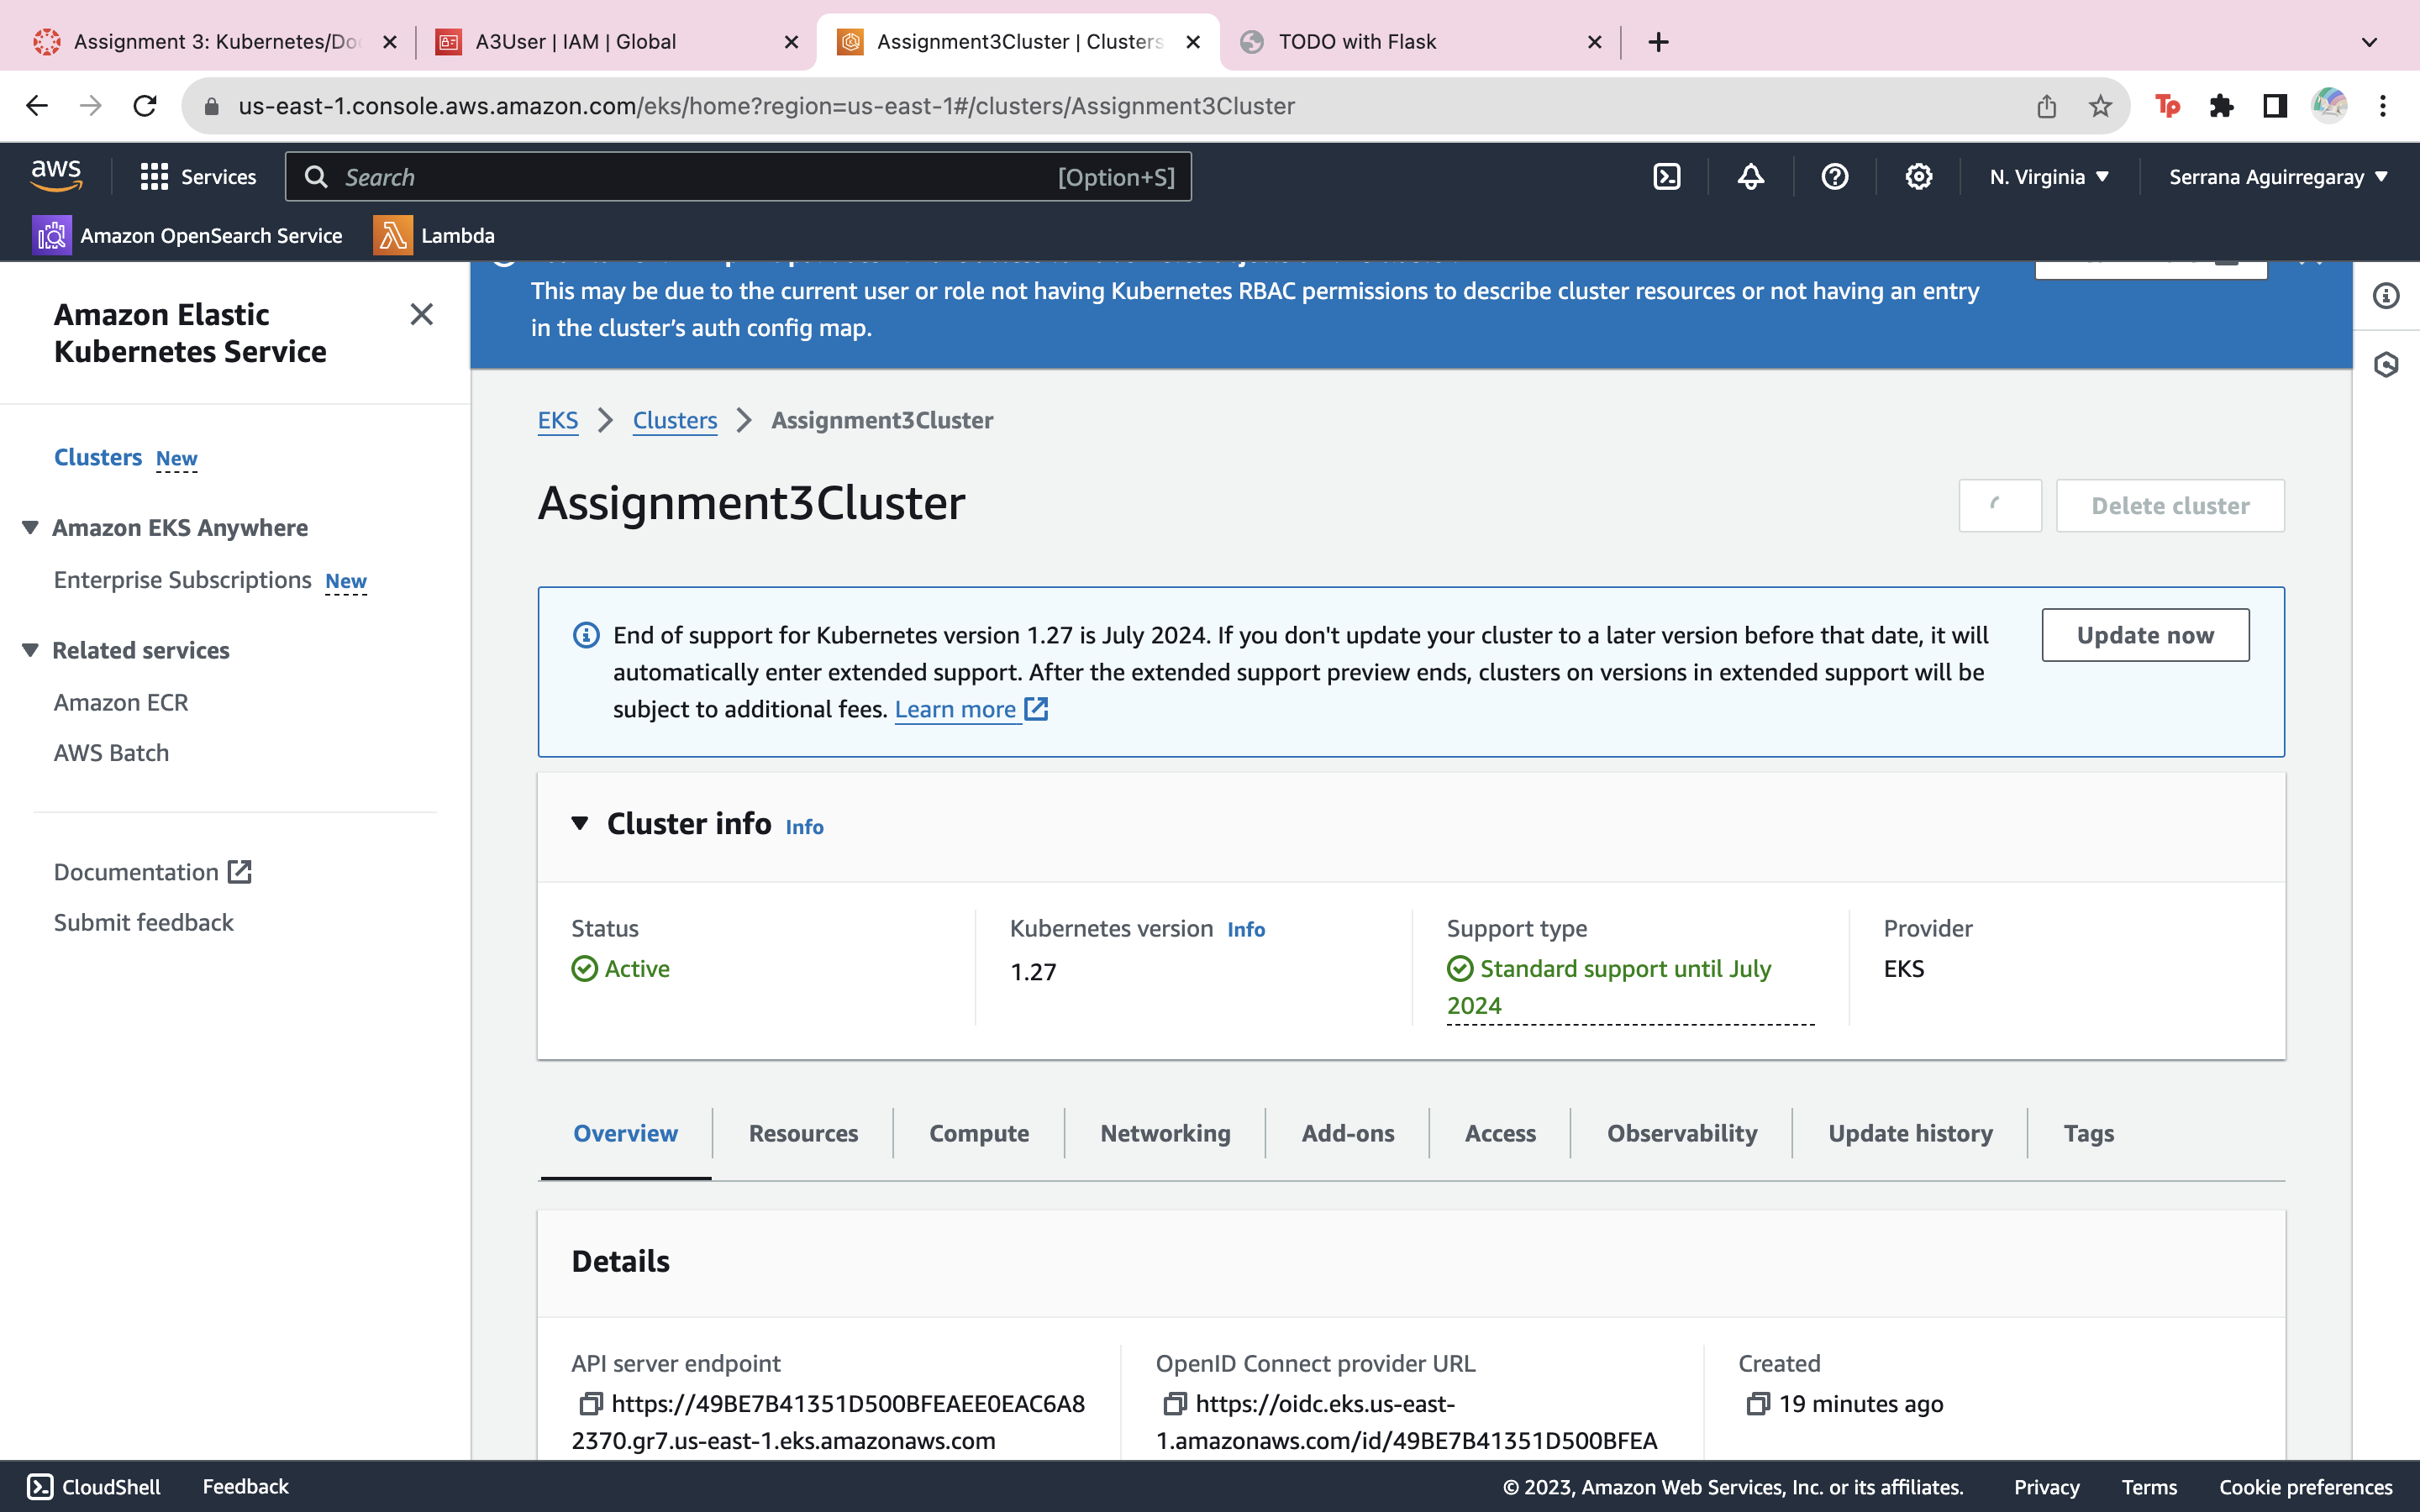 Assignment 3: Kubernetes/Do
A3User | IAM | Global
Assignment3Cluster | Clusters
TODO with Flask
us-east-1.console.aws.amazon.com/eks/home?region=us-east-1#/clusters/Assignment3Cluster
Tp
aws
Services
Search
[Option+S]
N. Virginia
Serrana Aguirregaray
Amazon OpenSearch Service
Lambda
This may be due to the current user or role not having Kubernetes RBAC permissions to describe cluster resources or not having an entry
in the cluster’s auth config map.
Amazon Elastic
Kubernetes Service
Clusters New
Amazon EKS Anywhere
Enterprise Subscriptions New
Related services
Amazon ECR
AWS Batch
Documentation
Submit feedback
EKS
Clusters
Assignment3Cluster
Assignment3Cluster
Delete cluster
End of support for Kubernetes version 1.27 is July 2024. If you don't update your cluster to a later version before that date, it will
automatically enter extended support. After the extended support preview ends, clusters on versions in extended support will be
subject to additional fees. Learn more
Update now
Cluster info Info
Status
Active
Kubernetes version Info
1.27
Support type
Standard support until July
2024
Provider
EKS
Overview
Resources
Compute
Networking
Add-ons
Access
Observability
Update history
Tags
Details
API server endpoint
https://49BE7B41351D500BFEAEE0EAC6A8
2370.gr7.us-east-1.eks.amazonaws.com
OpenID Connect provider URL
https://oidc.eks.us-east-
1.amazonaws.com/id/49BE7B41351D500BFEA
Created
19 minutes ago
CloudShell
Feedback
© 2023, Amazon Web Services, Inc. or its affiliates.
Privacy
Terms
Cookie preferences